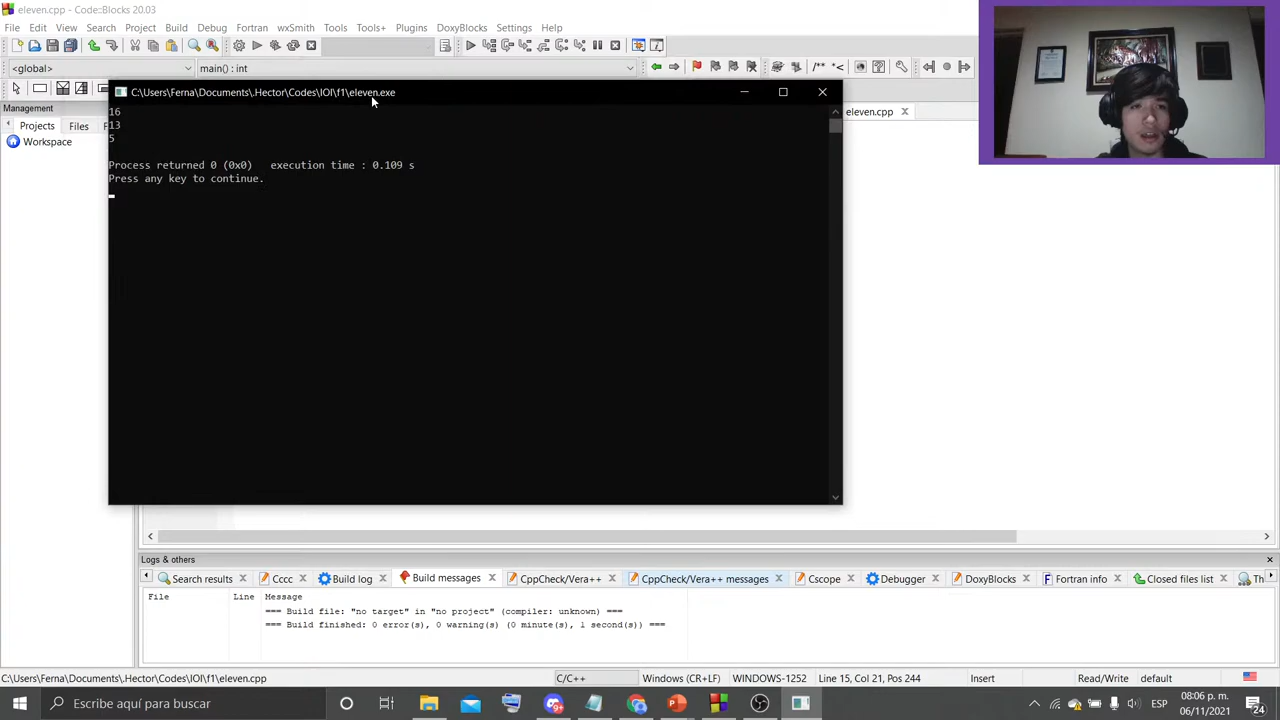 eleven.cpp - Code::Blocks 20.03
File Edit View Search Project Build Debug Fortran wxSmith Tools Tools+ Plugins DoxyBlocks Settings Help
<global> main() : int /** *<
C:\Users\Ferna\Documents\.Hector\Codes\IOI\f1\eleven.exe
Management eleven.cpp
Projects Files
Workspace
16
13
5
Process returned 0 (0x0)   execution time : 0.109 s
Press any key to continue.
Logs & others
Search results Cccc Build log Build messages CppCheck/Vera++ CppCheck/Vera++ messages Cscope Debugger DoxyBlocks Fortran info Closed files list Th
File Line Message
=== Build file: "no target" in "no project" (compiler: unknown) ===
=== Build finished: 0 error(s), 0 warning(s) (0 minute(s), 1 second(s)) ===
C:\Users\Ferna\Documents\.Hector\Codes\IOI\f1\eleven.cpp C/C++ Windows (CR+LF) WINDOWS-1252 Line 15, Col 21, Pos 244 Insert Read/Write default
Escribe aquí para buscar ESP 08:06 p. m. 06/11/2021 24